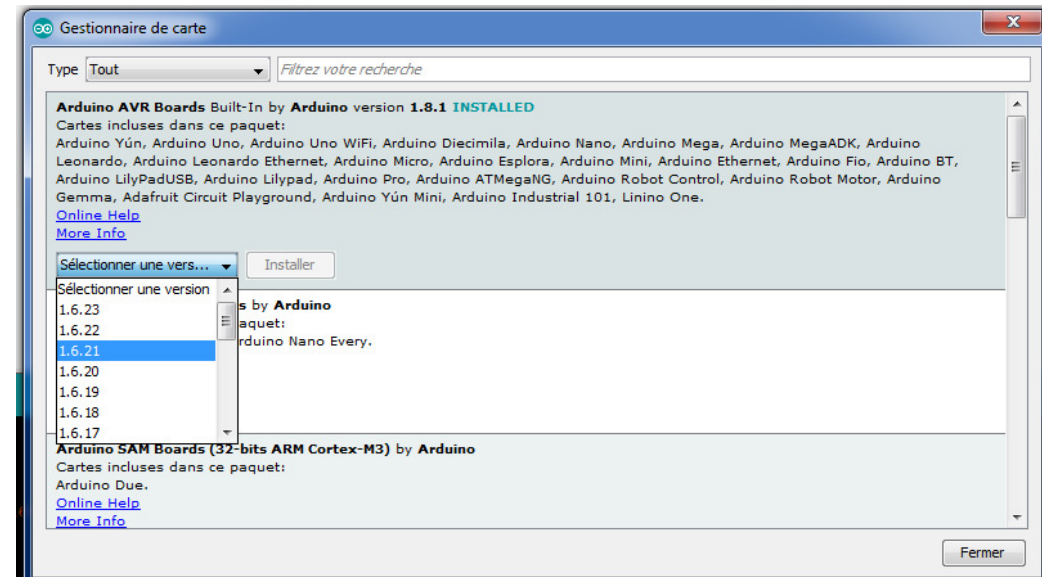 Gestionnaire de carte
Type Tout Filtrez votre recherche
Arduino AVR Boards Built-In by Arduino version 1.8.1 INSTALLED
Cartes incluses dans ce paquet:
Arduino Yún, Arduino Uno, Arduino Uno WiFi, Arduino Diecimila, Arduino Nano, Arduino Mega, Arduino MegaADK, Arduino
Leonardo, Arduino Leonardo Ethernet, Arduino Micro, Arduino Esplora, Arduino Mini, Arduino Ethernet, Arduino Fio, Arduino BT,
Arduino LilyPadUSB, Arduino Lilypad, Arduino Pro, Arduino ATMegaNG, Arduino Robot Control, Arduino Robot Motor, Arduino
Gemma, Adafruit Circuit Playground, Arduino Yún Mini, Arduino Industrial 101, Linino One.
Online Help
More Info
Sélectionner une vers... Installer
Sélectionner une version
1.6.23
s by Arduino
1.6.22
aquet:
1.6.21
rduino Nano Every.
1.6.20
1.6.19
1.6.18
1.6.17
Arduino SAM Boards (32-bits ARM Cortex-M3) by Arduino
Cartes incluses dans ce paquet:
Arduino Due.
Online Help
More Info
Fermer